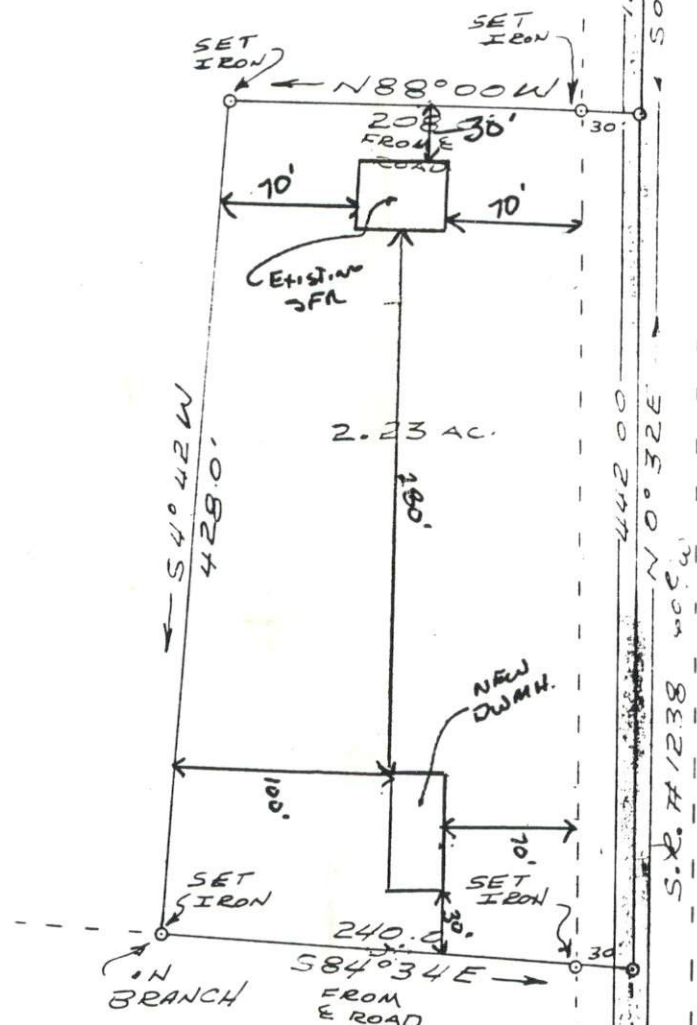 SET
IRON
SET
IRON
N88°00W
208
30'
FROM ℄
ROAD
30
70'
70'
EXISTING
SFR
S4°42W
428.0'
2.23 AC.
180'
442.00
N0°32E
S.R. #1238
60' R/W
NEW
DWMH.
100'
70'
SET
IRON
SET
IRON
30'
240.0
S84°34E
30
IN
BRANCH
FROM
℄ ROAD